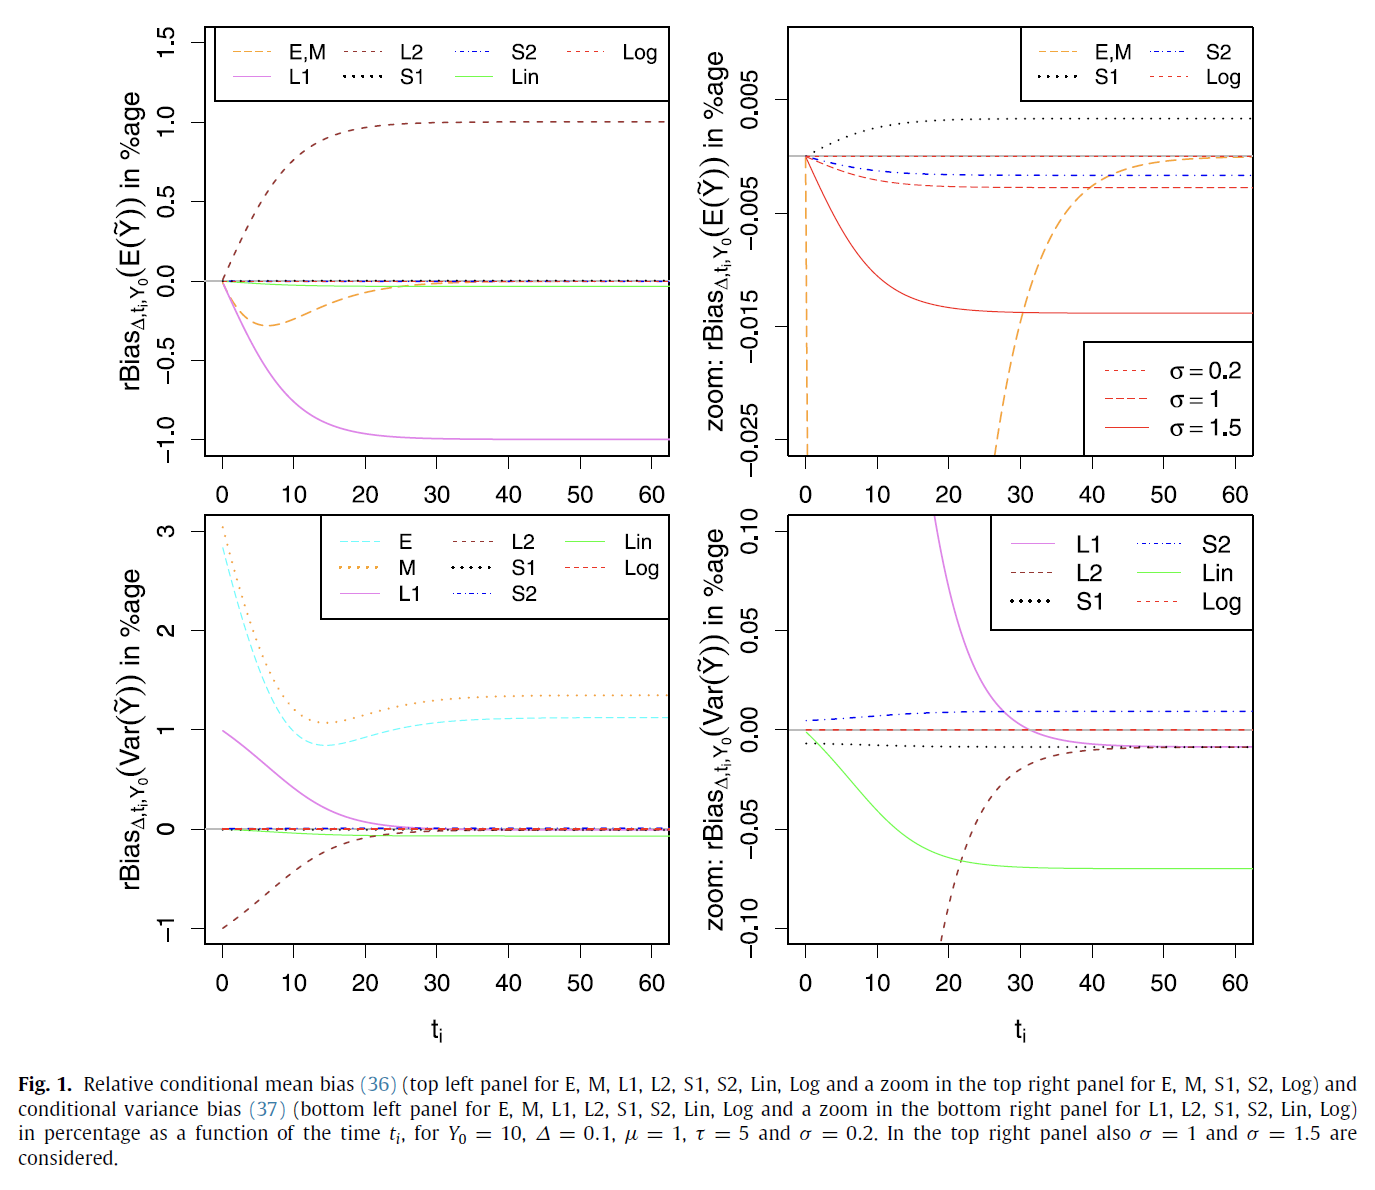 E,M L2 S2 Log
L1 S1 Lin
rBiasΔ,ti,Y0(E(Ỹ)) in %age
1.5
1.0
0.5
0.0
−0.5
−1.0
0 10 20 30 40 50 60
E,M S2
S1 Log
zoom: rBiasΔ,ti,Y0(E(Ỹ)) in %age
0.005
−0.005
−0.015
−0.025
σ = 0.2
σ = 1
σ = 1.5
0 10 20 30 40 50 60
E L2 Lin
M S1 Log
L1 S2
rBiasΔ,ti,Y0(Var(Ỹ)) in %age
3
2
1
0
−1
0 10 20 30 40 50 60
ti
L1 S2
L2 Lin
S1 Log
zoom: rBiasΔ,ti,Y0(Var(Ỹ)) in %age
0.10
0.05
0.00
−0.05
−0.10
0 10 20 30 40 50 60
ti
Fig. 1. Relative conditional mean bias (36) (top left panel for E, M, L1, L2, S1, S2, Lin, Log and a zoom in the top right panel for E, M, S1, S2, Log) and
conditional variance bias (37) (bottom left panel for E, M, L1, L2, S1, S2, Lin, Log and a zoom in the bottom right panel for L1, L2, S1, S2, Lin, Log)
in percentage as a function of the time ti, for Y0 = 10, Δ = 0.1, μ = 1, τ = 5 and σ = 0.2. In the top right panel also σ = 1 and σ = 1.5 are
considered.